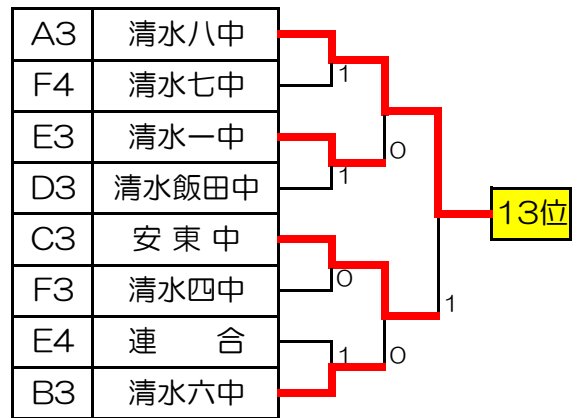 A3 清水八中
F4 清水七中
1
E3 清水一中
0
D3 清水飯田中
1
13位
C3 安東中
F3 清水四中
0
1
E4 連 合
1
0
B3 清水六中